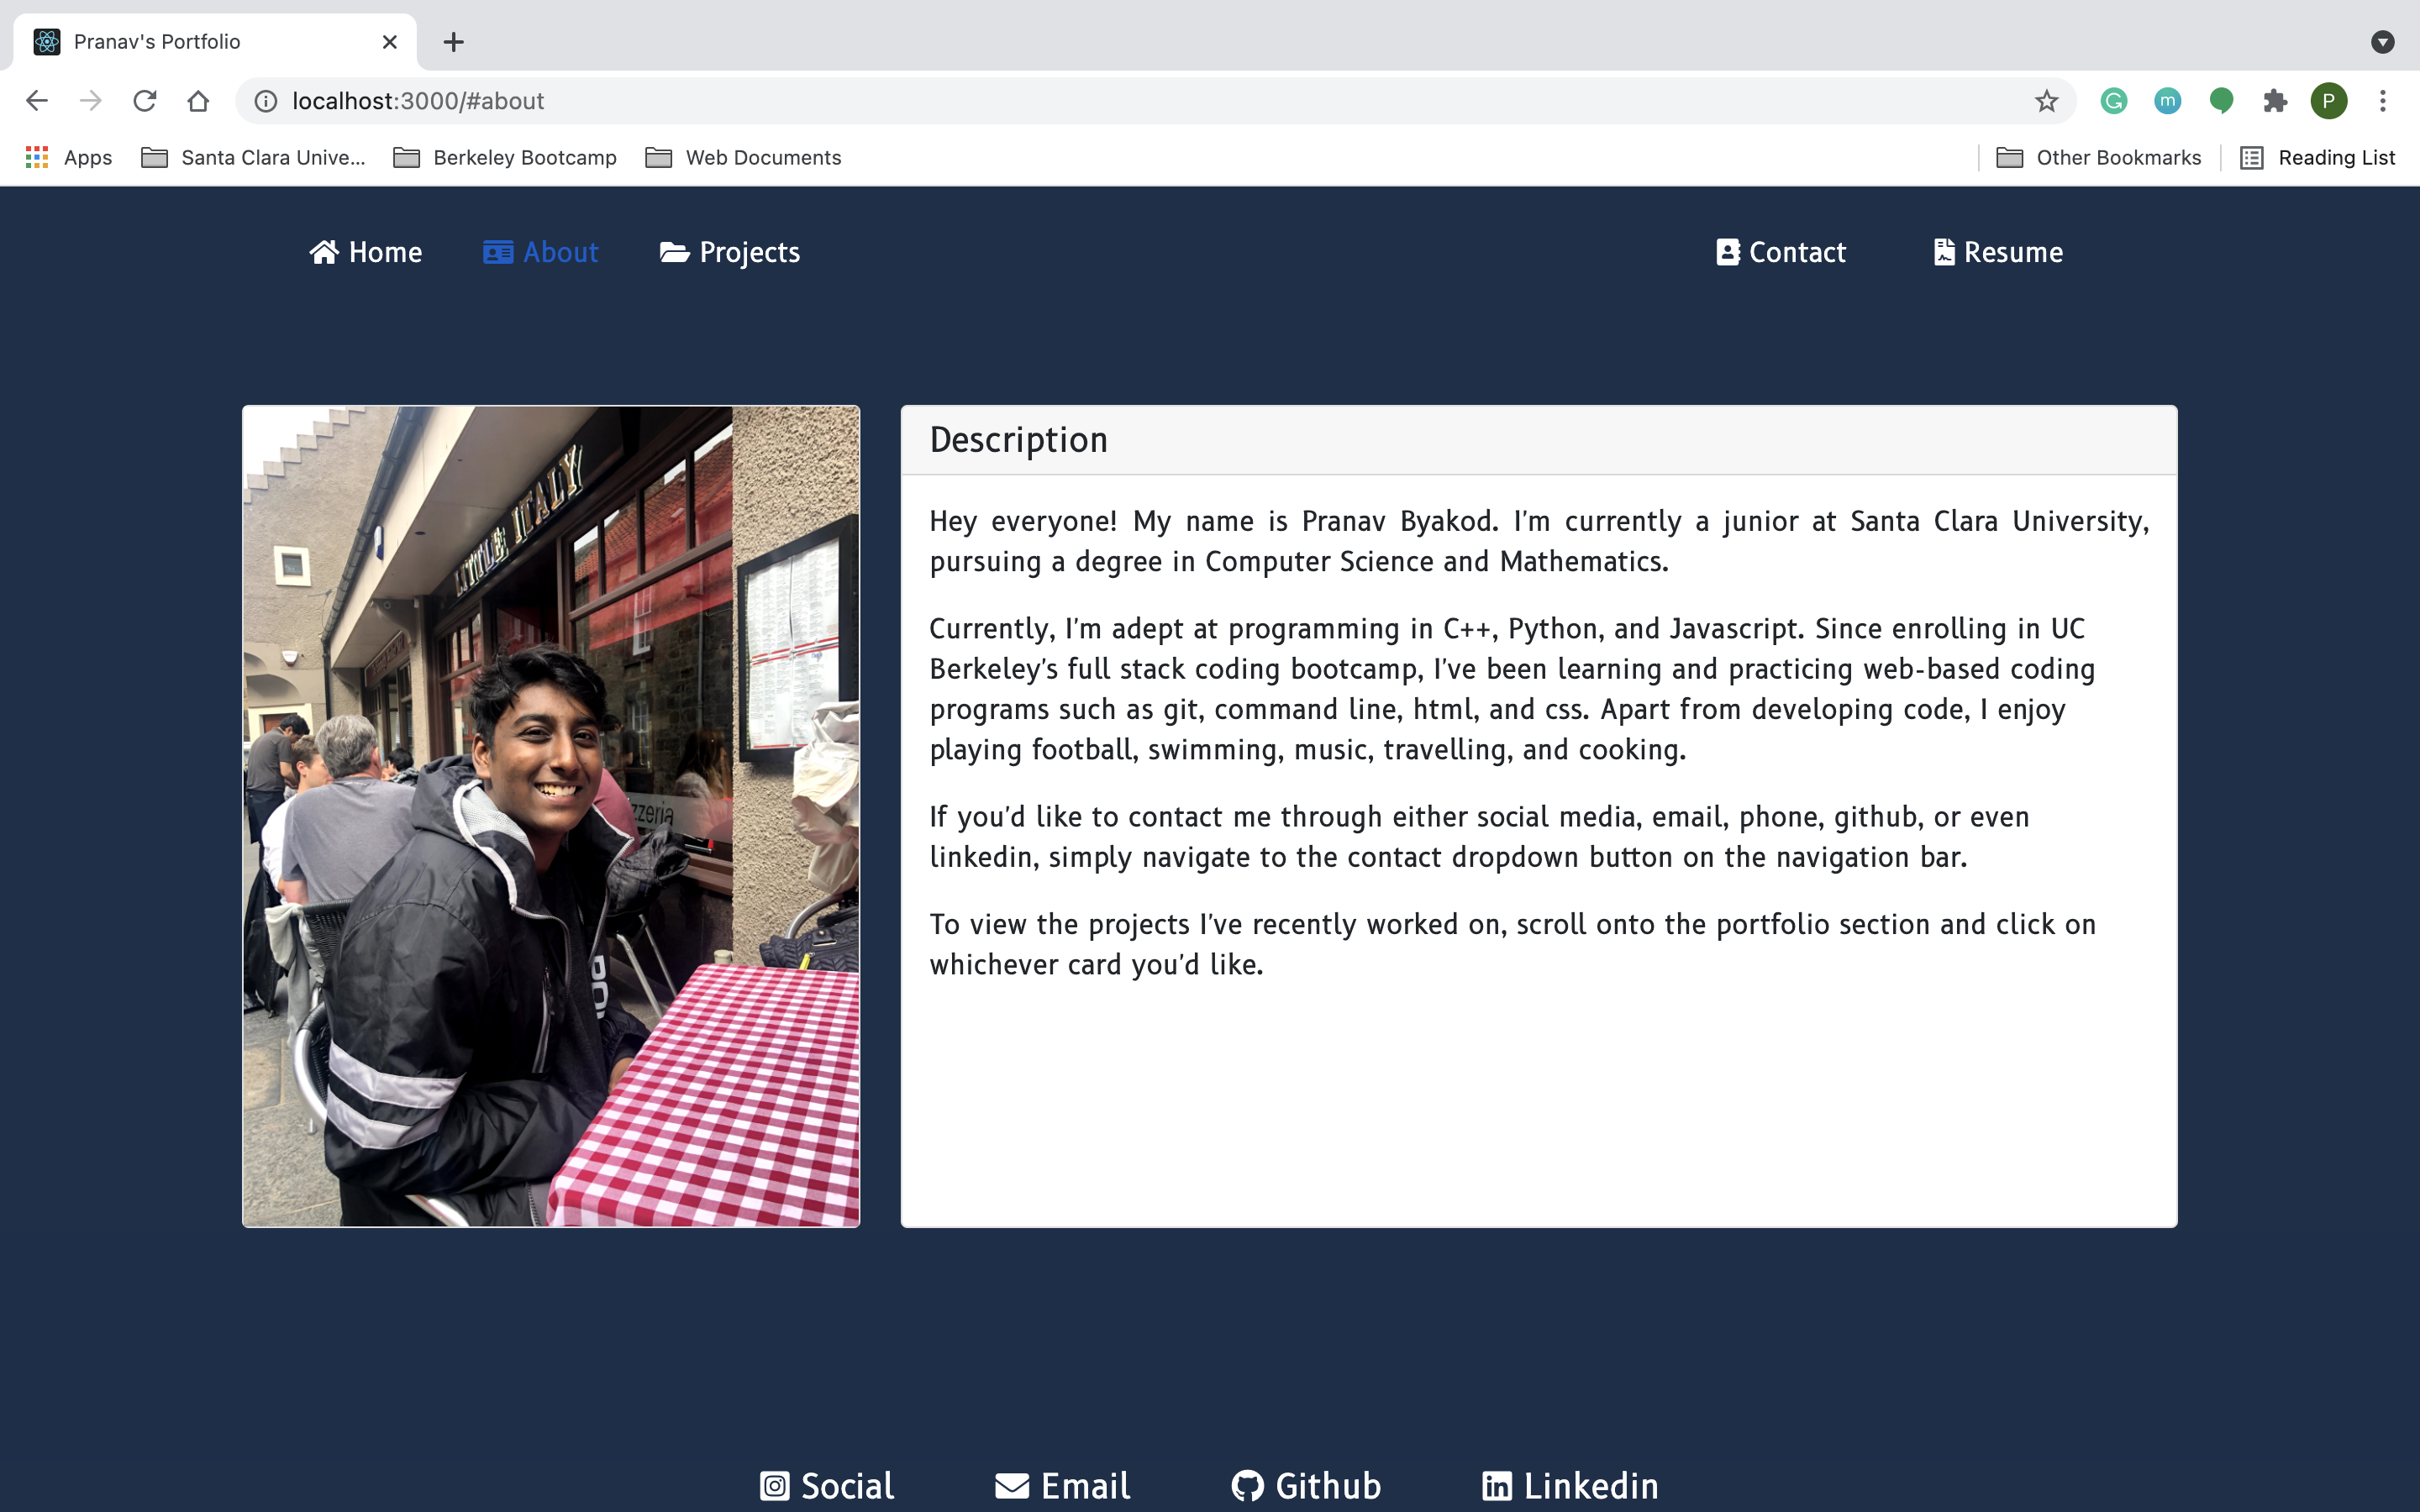 Pranav's Portfolio
localhost:3000/#about
P
Apps
Santa Clara Unive...
Berkeley Bootcamp
Web Documents
Other Bookmarks
Reading List
Home
About
Projects
Contact
Resume
LITTLE ITALY
zzeria
Description
Hey everyone! My name is Pranav Byakod. I'm currently a junior at Santa Clara University,
pursuing a degree in Computer Science and Mathematics.
Currently, I'm adept at programming in C++, Python, and Javascript. Since enrolling in UC
Berkeley's full stack coding bootcamp, I've been learning and practicing web-based coding
programs such as git, command line, html, and css. Apart from developing code, I enjoy
playing football, swimming, music, travelling, and cooking.
If you'd like to contact me through either social media, email, phone, github, or even
linkedin, simply navigate to the contact dropdown button on the navigation bar.
To view the projects I've recently worked on, scroll onto the portfolio section and click on
whichever card you'd like.
Social
Email
Github
Linkedin